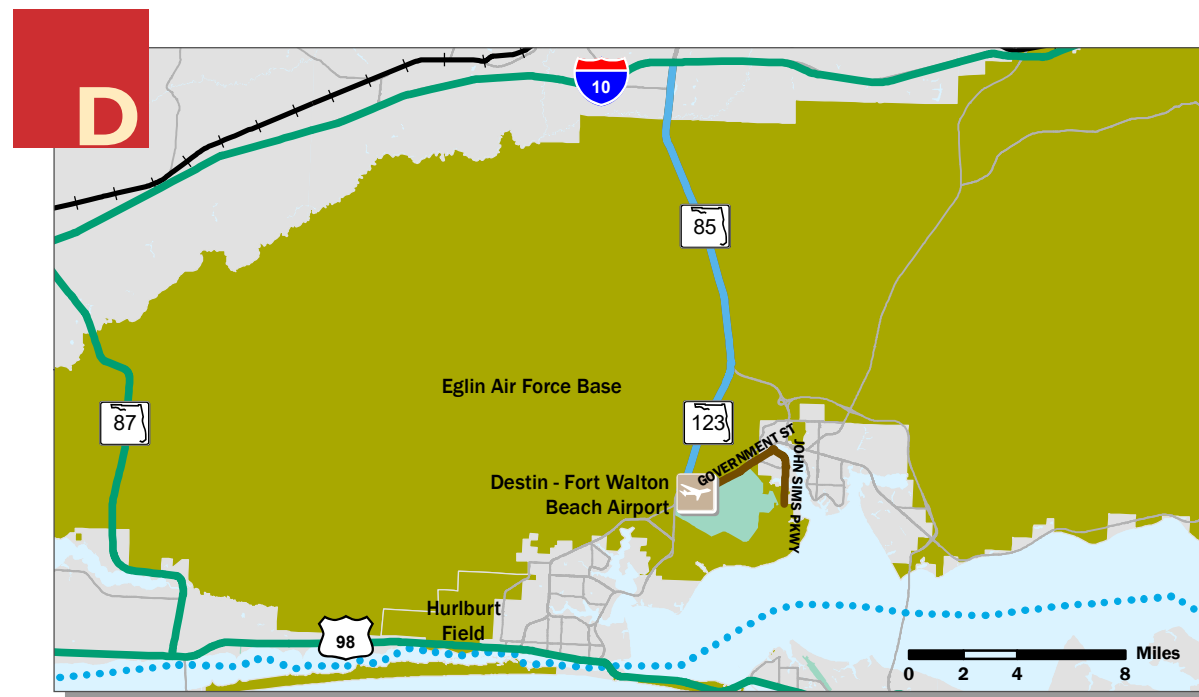 D
10
85
Eglin Air Force Base
87
123
GOVERNMENT ST
JOHN SIMS PKWY
Destin - Fort Walton
Beach Airport
Hurlburt
Field
98
Miles
0 2 4 8